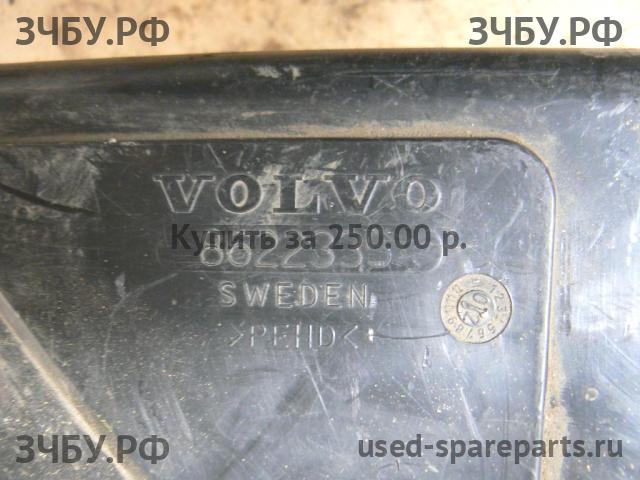 ЗЧБУ.РФ ЗЧБУ.РФ
VOLVO
Купить за 250.00 р.
SWEDEN
>PEHD<
ЗЧБУ.РФ used-spareparts.ru